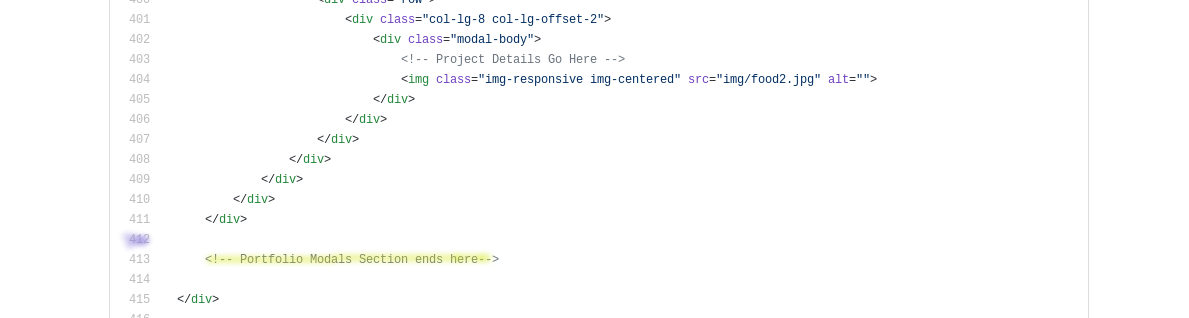 400 <div class="row">
401 <div class="col-lg-8 col-lg-offset-2">
402 <div class="modal-body">
403 <!-- Project Details Go Here -->
404 <img class="img-responsive img-centered" src="img/food2.jpg" alt="">
405 </div>
406 </div>
407 </div>
408 </div>
409 </div>
410 </div>
411 </div>
412
413 <!-- Portfolio Modals Section ends here-->
414
415 </div>
416